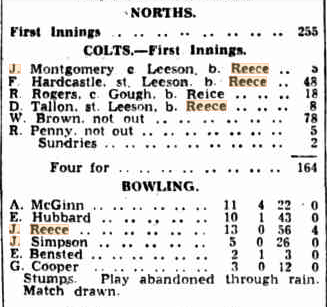 NORTHS.
First Innings .. .. .. .. .. .. .. 255
COLTS.—First Innings.
J. Montgomery c Leeson, b. Reece .. 5
F. Hardcastle, st. Leeson. b. Reece .. 48
R. Rogers, c Gough, b. Reice .. .. .. 18
D. Tallon, st. Leeson, b. Reece .. .. 8
W. Brown, not out .. .. .. .. .. .. 78
R. Penny, not out .. .. .. .. .. .. 5
Sundries .. .. .. .. .. .. .. .. 2
Four for .. .. .. .. .. .. .. 164
BOWLING.
A. McGinn .. .. .. .. .. 11 4 22 0
E. Hubbard .. .. .. .. .. 10 1 43 0
J. Reece .. .. .. .. .. .. 13 0 56 4
J. Simpson .. .. .. .. .. 5 0 26 0
E. Bensted .. .. .. .. .. 2 1 3 0
G. Cooper .. .. .. .. .. 3 0 12 0
Stumps. Play abandoned through rain.
Match drawn.